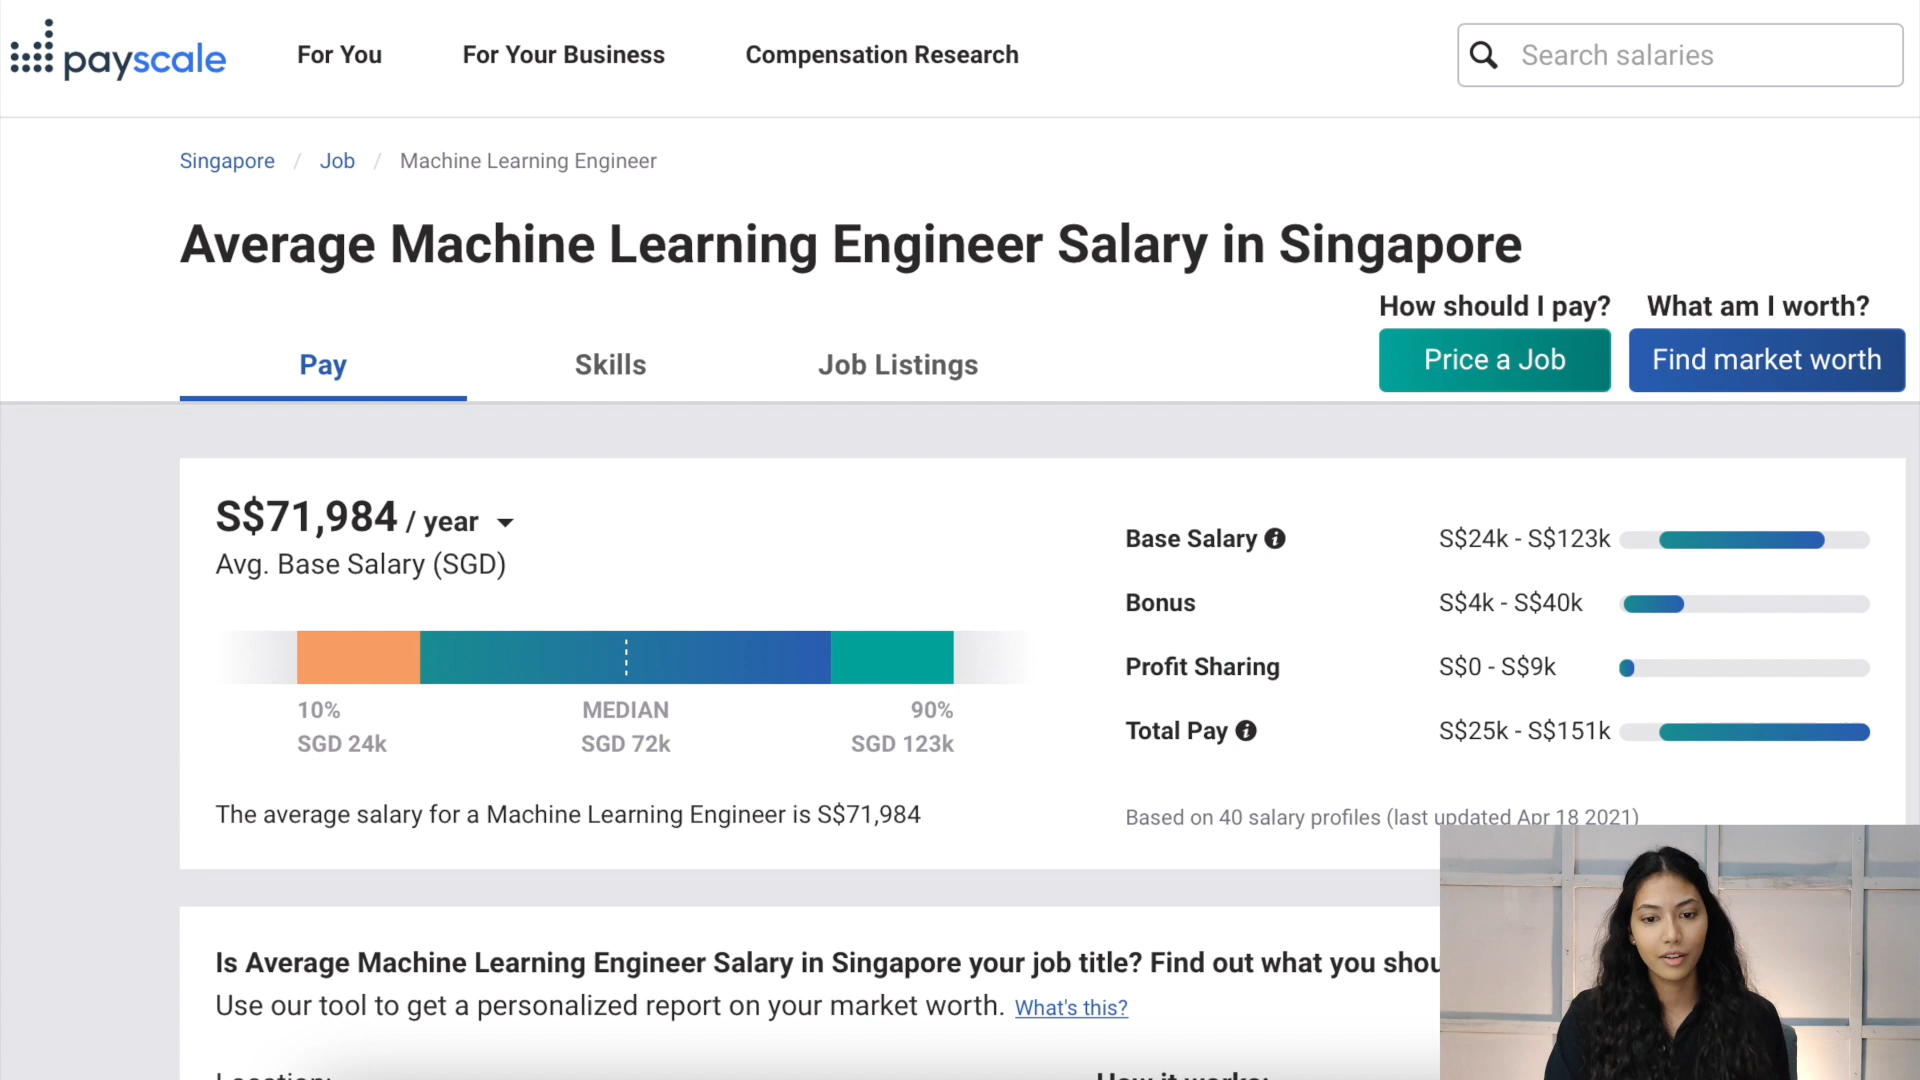 payscale
For You
For Your Business
Compensation Research
Search salaries
Singapore / Job / Machine Learning Engineer
Average Machine Learning Engineer Salary in Singapore
How should I pay?
What am I worth?
Pay
Skills
Job Listings
Price a Job
Find market worth
S$71,984 / year
Avg. Base Salary (SGD)
10%
SGD 24k
MEDIAN
SGD 72k
90%
SGD 123k
The average salary for a Machine Learning Engineer is S$71,984
Base Salary S$24k - S$123k
Bonus S$4k - S$40k
Profit Sharing S$0 - S$9k
Total Pay S$25k - S$151k
Based on 40 salary profiles (last updated Apr 18 2021)
Is Average Machine Learning Engineer Salary in Singapore your job title? Find out what you shou
Use our tool to get a personalized report on your market worth. What's this?
Location:
How it works: